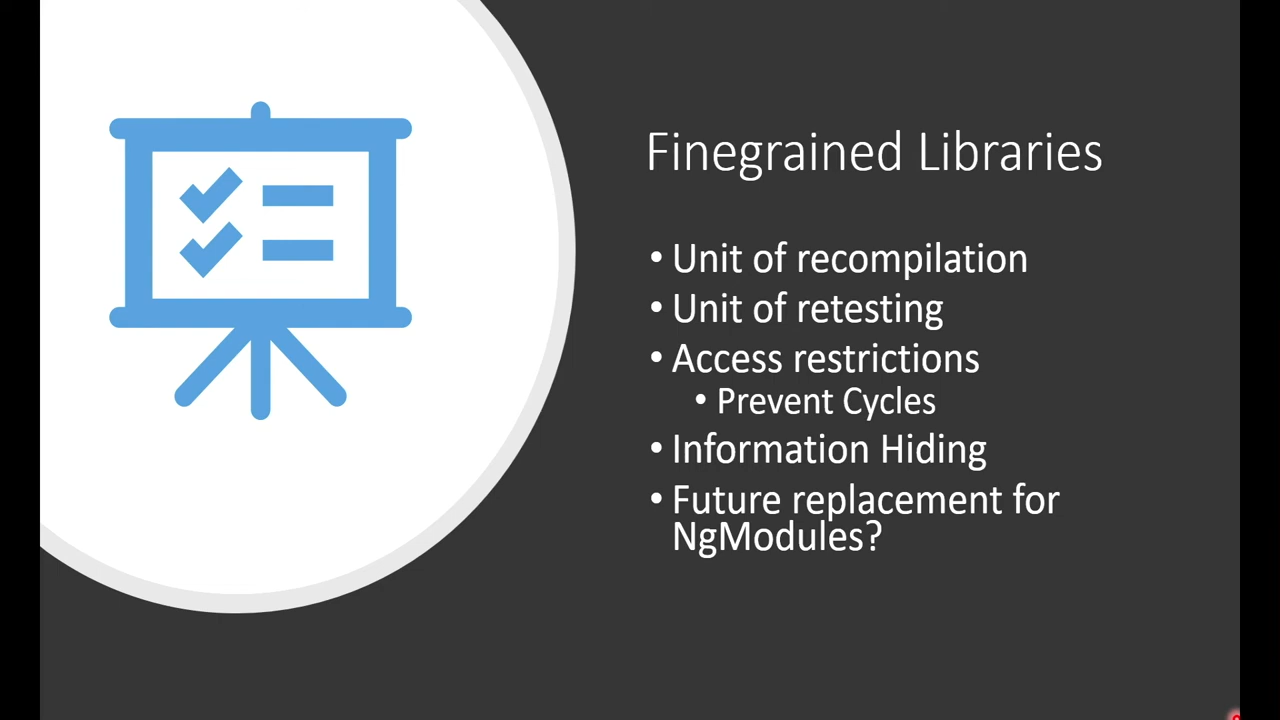 Finegrained Libraries
• Unit of recompilation
• Unit of retesting
• Access restrictions
• Prevent Cycles
• Information Hiding
• Future replacement for
NgModules?